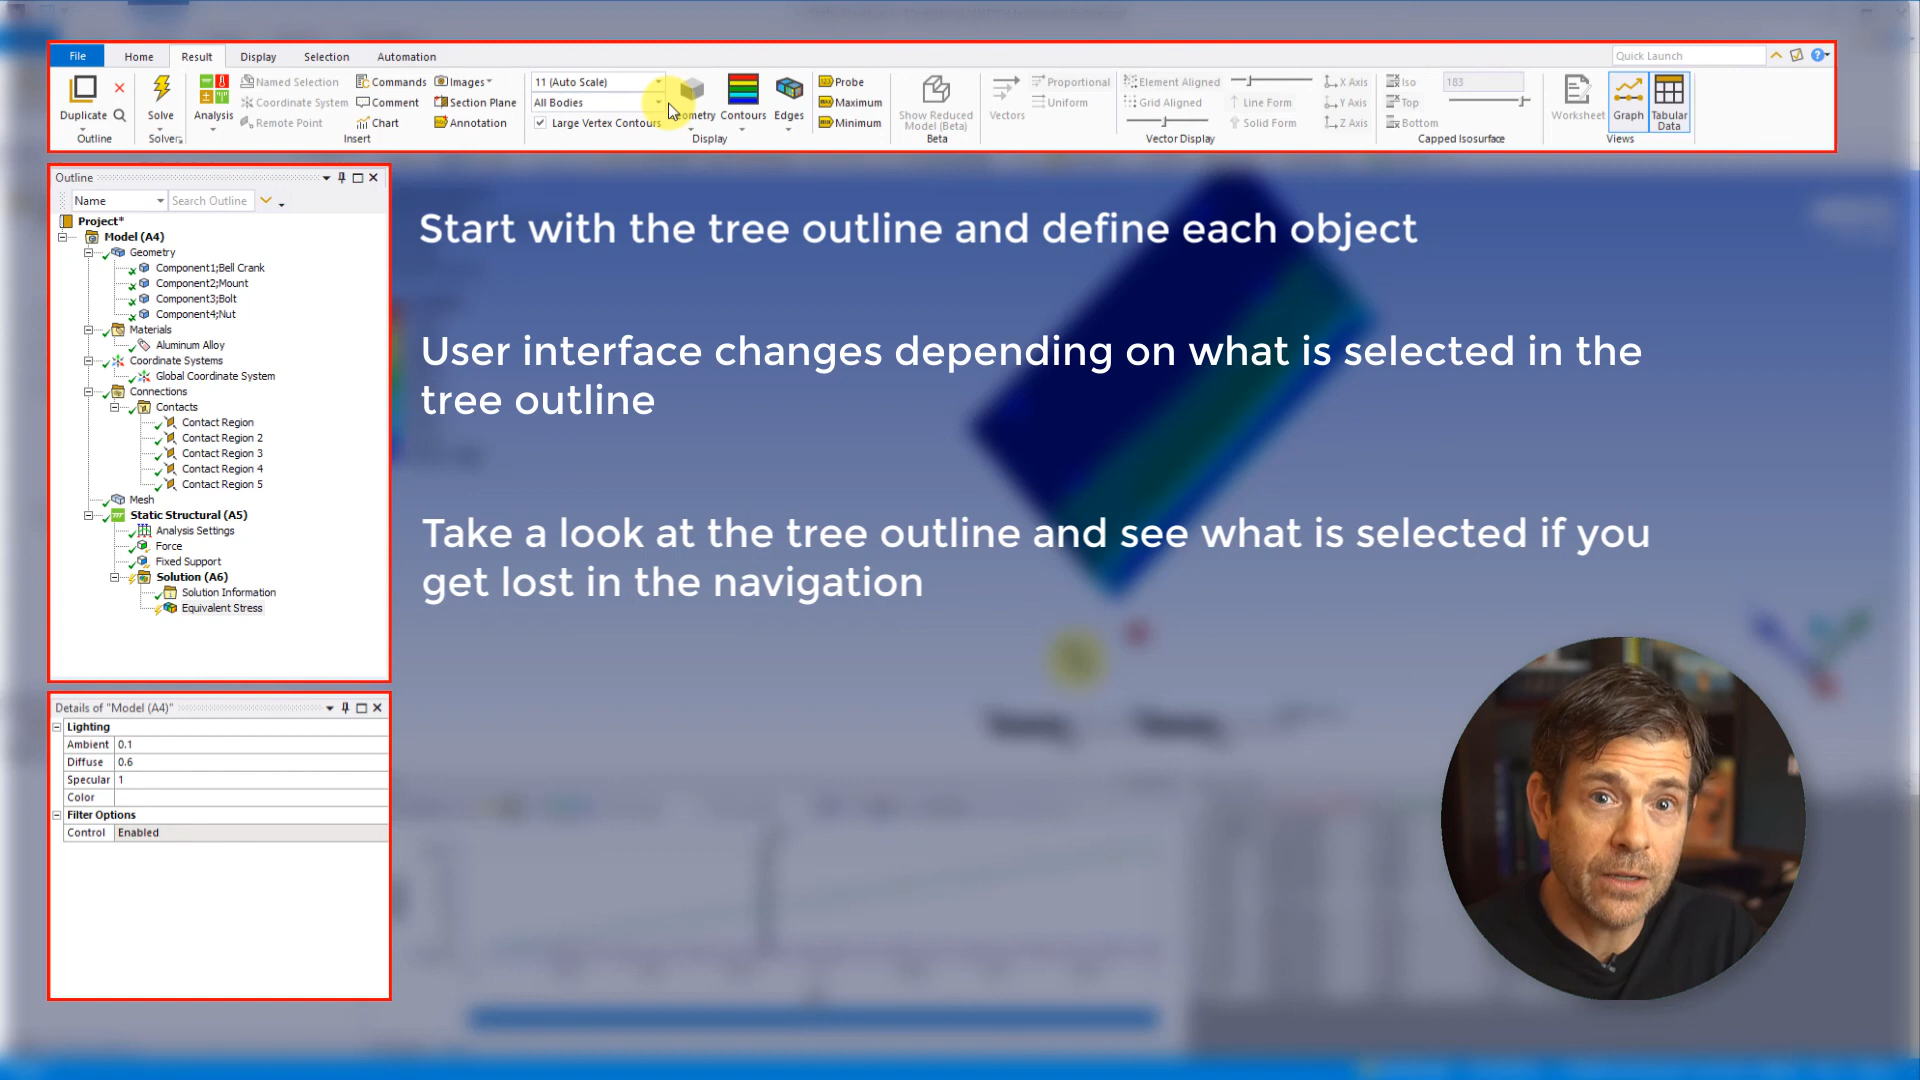 File Home Result Display Selection Automation Quick Launch
Duplicate Solve Analysis Named Selection Commands Images 11 (Auto Scale) Contours Edges Probe Show Reduced Model (Beta) Vectors Proportional Element Aligned X Axis Iso 183 Worksheet Graph Tabular Data
Coordinate System Comment Section Plane All Bodies Maximum Uniform Grid Aligned Line Form Y Axis Top
Remote Point Chart Annotation Large Vertex Contours Minimum Solid Form Z Axis Bottom
Outline Solver Insert Display Beta Vector Display Capped Isosurface Views
Outline
Name Search Outline
Project*
Model (A4)
Geometry
Component1;Bell Crank
Component2;Mount
Component3;Bolt
Component4;Nut
Materials
Aluminum Alloy
Coordinate Systems
Global Coordinate System
Connections
Contacts
Contact Region
Contact Region 2
Contact Region 3
Contact Region 4
Contact Region 5
Mesh
Static Structural (A5)
Analysis Settings
Force
Fixed Support
Solution (A6)
Solution Information
Equivalent Stress
Details of "Model (A4)"
Lighting
Ambient 0.1
Diffuse 0.6
Specular 1
Color
Filter Options
Control Enabled
Start with the tree outline and define each object
User interface changes depending on what is selected in the
tree outline
Take a look at the tree outline and see what is selected if you
get lost in the navigation